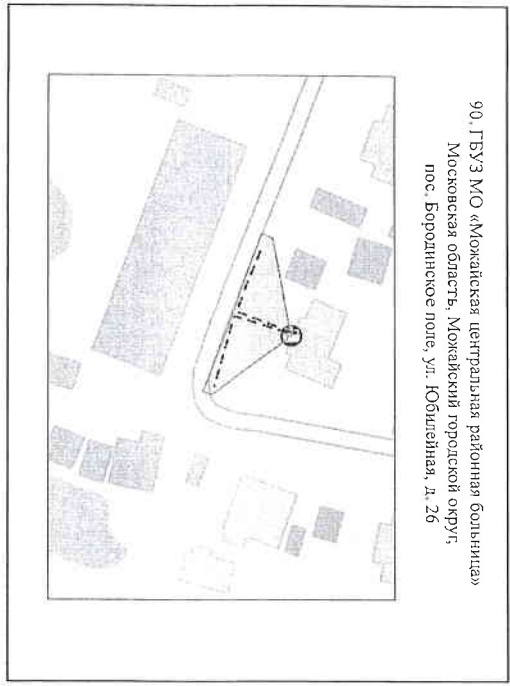 90. ГБУЗ МО «Можайская центральная районная больница»
Московская область, Можайский городской округ,
пос. Бородинское поле, ул. Юбилейная, д. 26